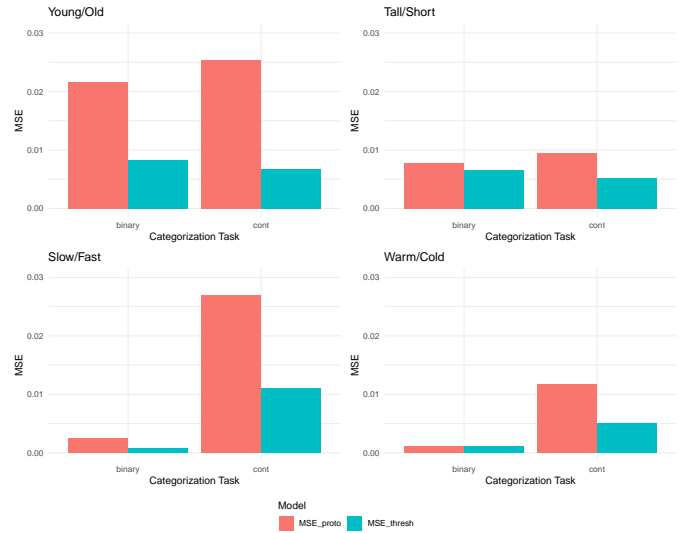 Young/Old
Tall/Short
0.03
0.02
0.01
0.00
MSE
binary
cont
Categorization Task
0.03
0.02
0.01
0.00
MSE
binary
cont
Categorization Task
Slow/Fast
Warm/Cold
0.03
0.02
0.01
0.00
MSE
binary
cont
Categorization Task
0.03
0.02
0.01
0.00
MSE
binary
cont
Categorization Task
Model
MSE_proto
MSE_thresh